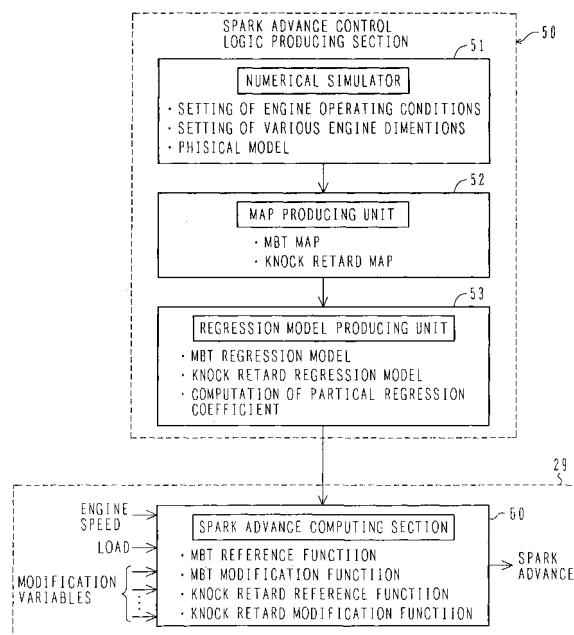 SPARK ADVANCE CONTROL
LOGIC PRODUCING SECTION
50
51
NUMERICAL SIMULATOR
· SETTING OF ENGINE OPERATING CONDITIONS
· SETTING OF VARIOUS ENGINE DIMENTIONS
· PHISICAL MODEL
52
MAP PRODUCING UNIT
· MBT MAP
· KNOCK RETARD MAP
53
REGRESSION MODEL PRODUCING UNIT
· MBT REGRESSION MODEL
· KNOCK RETARD REGRESSION MODEL
· COMPUTATION OF PARTICAL REGRESSION
COEFFICIENT
29
60
ENGINE
SPEED
LOAD
MODIFICATION
VARIABLES
SPARK ADVANCE COMPUTING SECTION
· MBT REFERENCE FUNCTIION
· MBT MODIFICATION FUNCTIION
· KNOCK RETARD REFERENCE FUNCTIION
· KNOCK RETARD MODIFICATION FUNCTIION
SPARK
ADVANCE